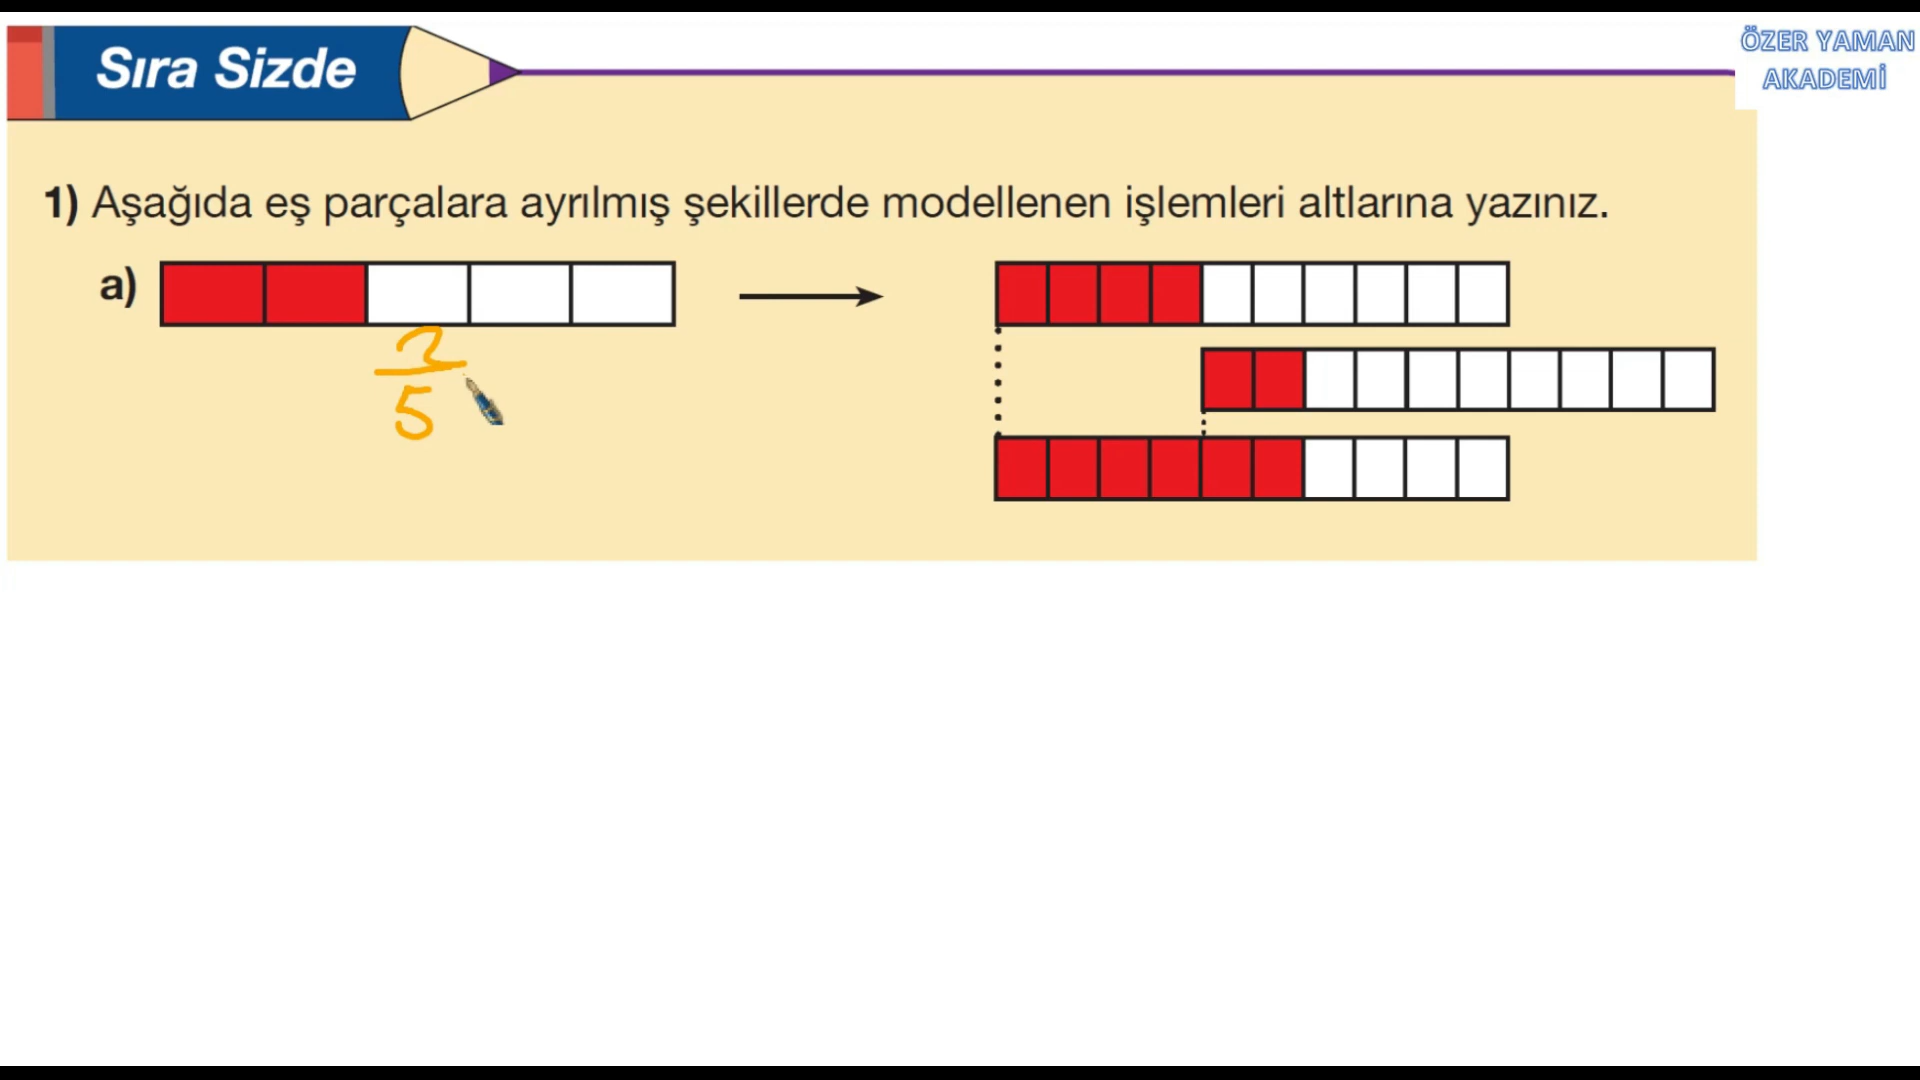 Sıra Sizde
ÖZER YAMAN
AKADEMİ
1) Aşağıda eş parçalara ayrılmış şekillerde modellenen işlemleri altlarına yazınız.
a)
2
5